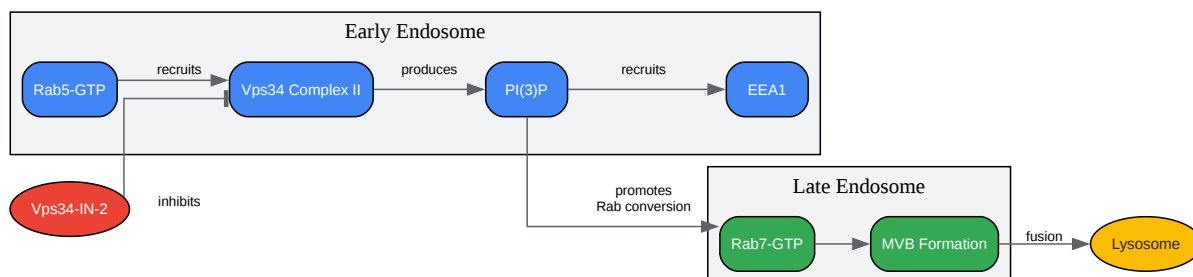 Early Endosome
Rab5-GTP
recruits
Vps34 Complex II
produces
PI(3)P
recruits
EEA1
Vps34-IN-2
inhibits
promotes
Rab conversion
Late Endosome
Rab7-GTP
MVB Formation
fusion
Lysosome